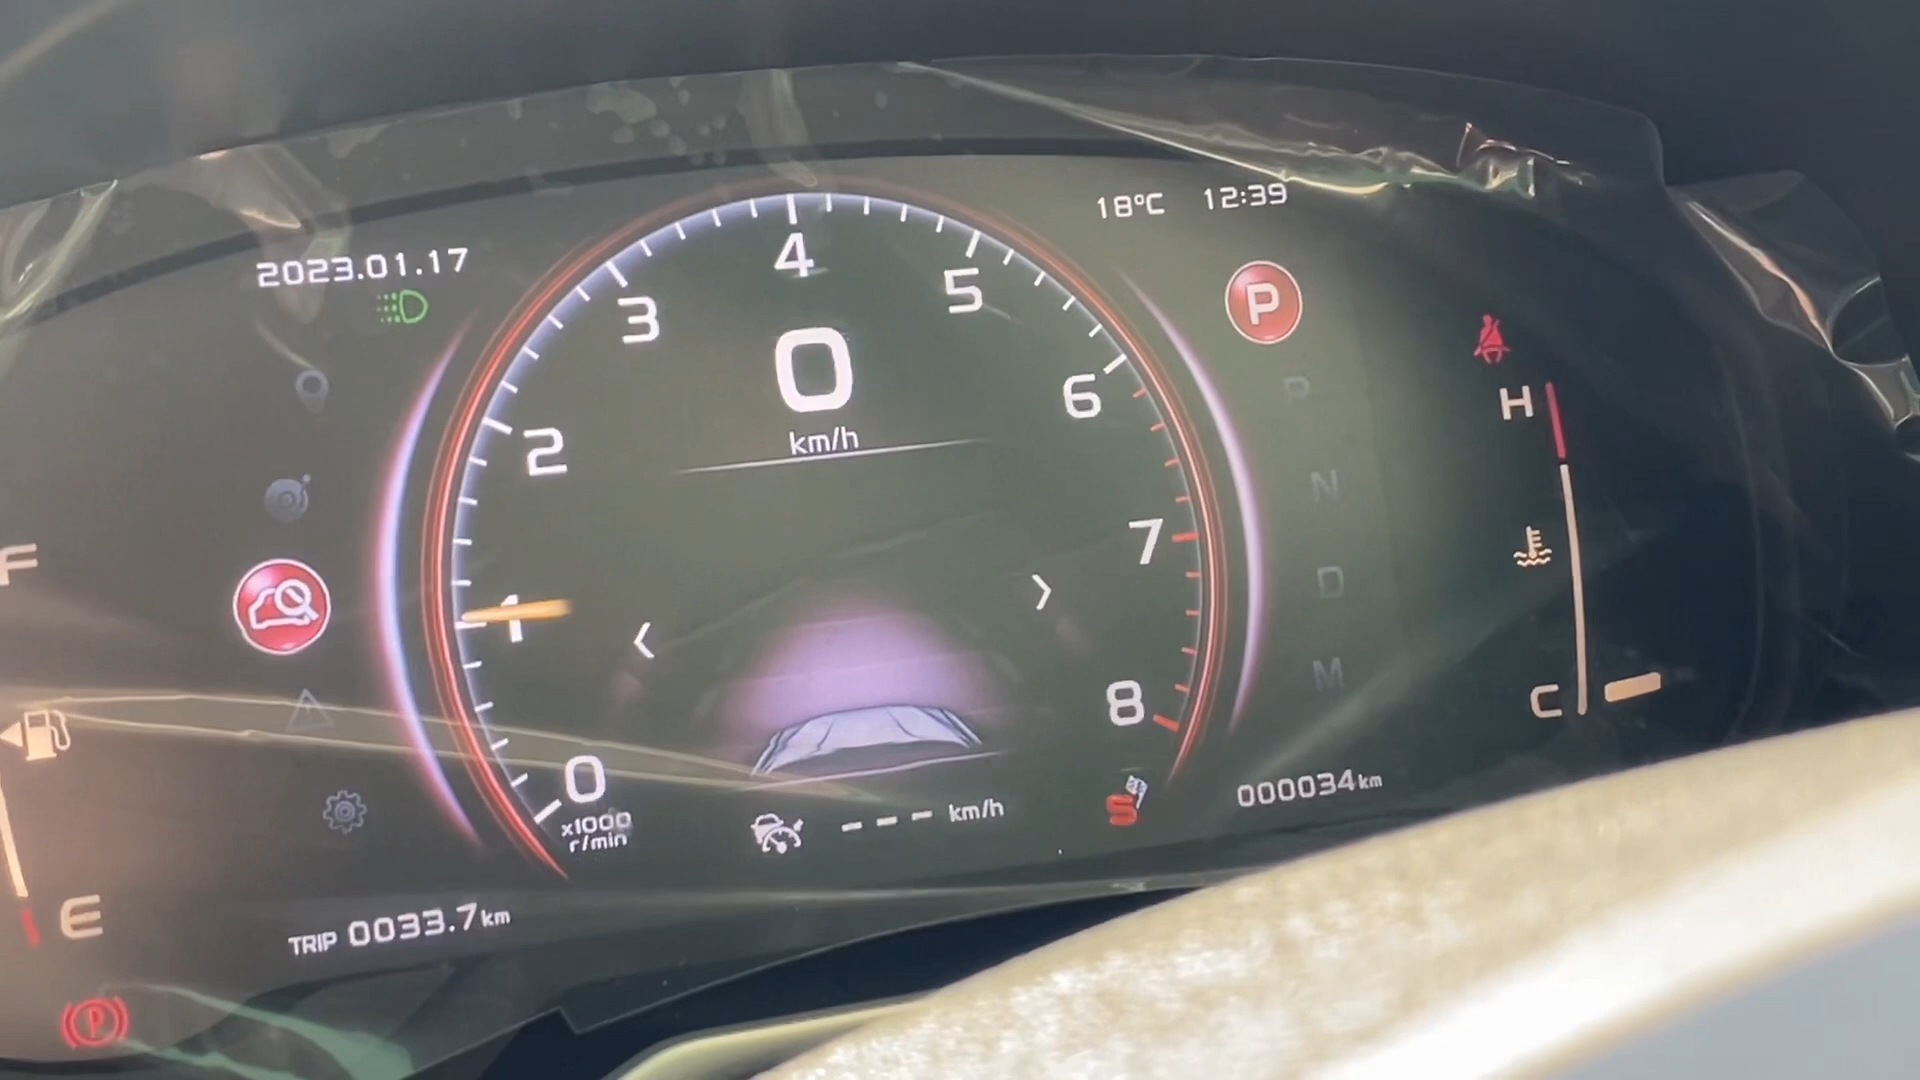 2023.01.17
18°C 12:39
4
3
5
2
6
1
7
0
8
0
km/h
x1000
r/min
--- km/h
S
P
P
N
D
M
H
C
F
E
000034km
TRIP 0033.7km
P